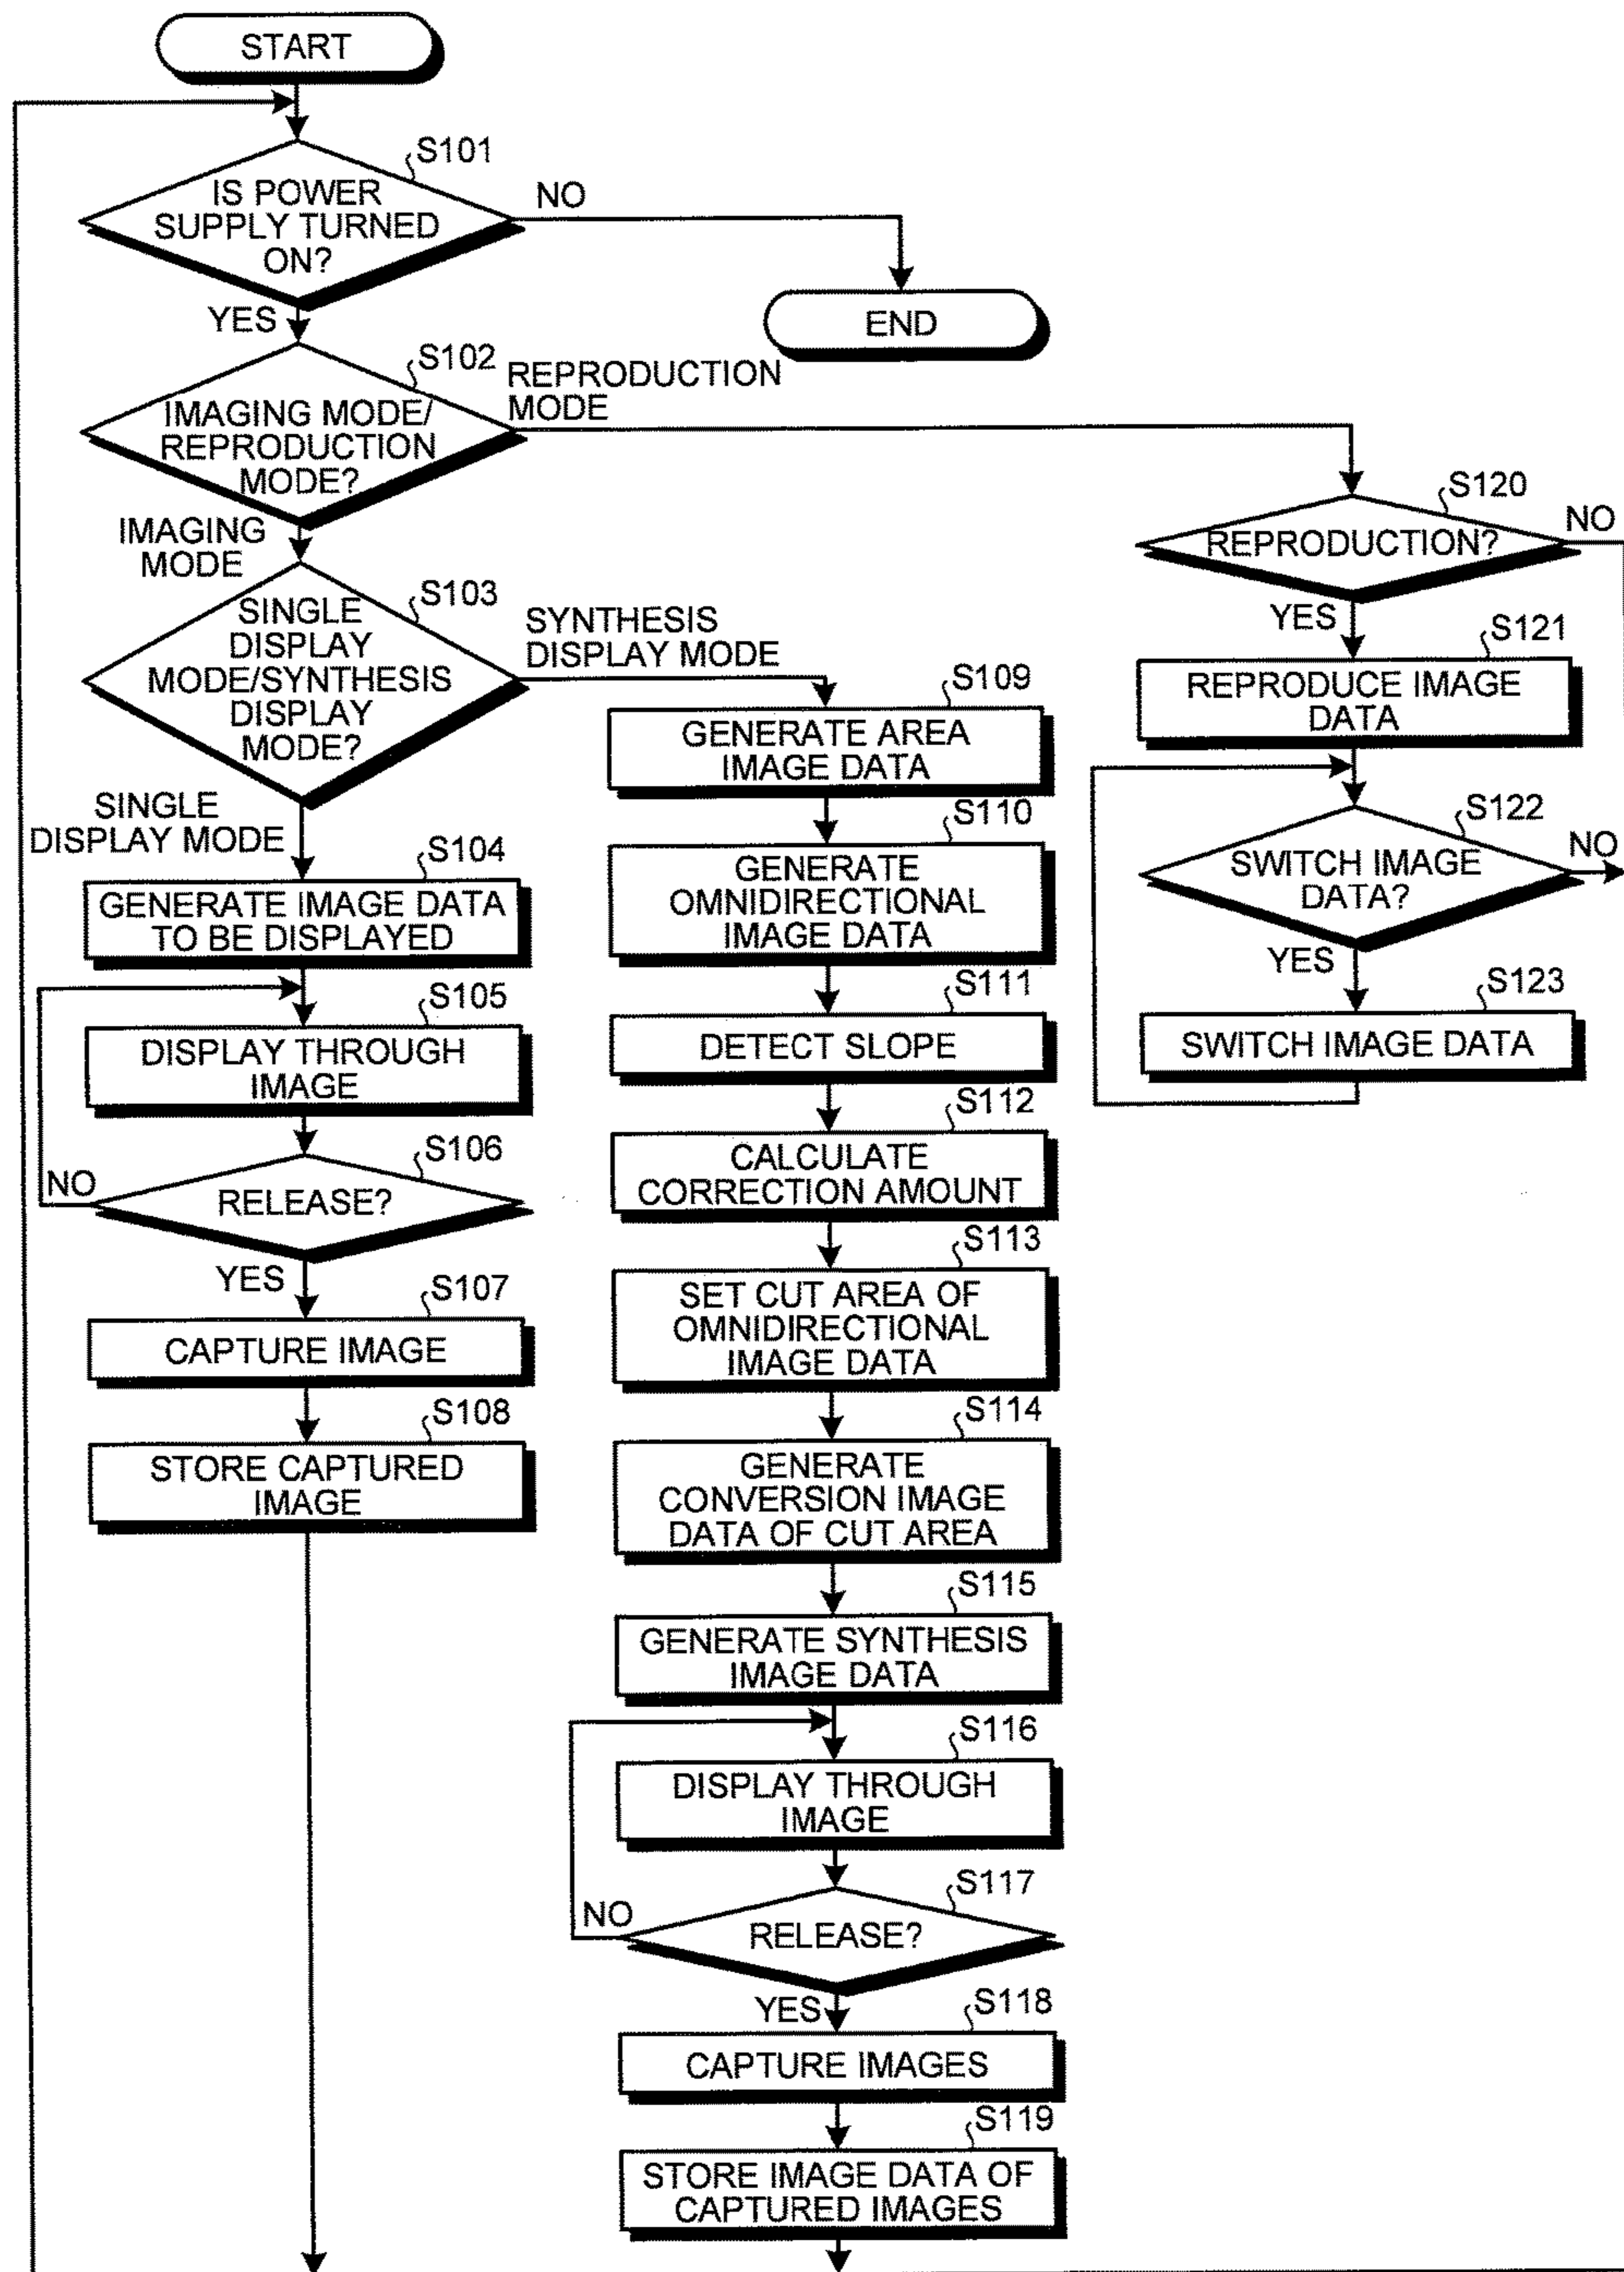 START
S101
IS POWER
SUPPLY TURNED
ON?
NO
YES
END
S102
IMAGING MODE/
REPRODUCTION
MODE?
REPRODUCTION
MODE
IMAGING
MODE
S103
SINGLE
DISPLAY
MODE/SYNTHESIS
DISPLAY
MODE?
SYNTHESIS
DISPLAY MODE
SINGLE
DISPLAY MODE
S104
GENERATE IMAGE DATA
TO BE DISPLAYED
S105
DISPLAY THROUGH
IMAGE
S106
RELEASE?
NO
YES
S107
CAPTURE IMAGE
S108
STORE CAPTURED
IMAGE
S109
GENERATE AREA
IMAGE DATA
S110
GENERATE
OMNIDIRECTIONAL
IMAGE DATA
S111
DETECT SLOPE
S112
CALCULATE
CORRECTION AMOUNT
S113
SET CUT AREA OF
OMNIDIRECTIONAL
IMAGE DATA
S114
GENERATE
CONVERSION IMAGE
DATA OF CUT AREA
S115
GENERATE SYNTHESIS
IMAGE DATA
S116
DISPLAY THROUGH
IMAGE
S117
RELEASE?
NO
YES
S118
CAPTURE IMAGES
S119
STORE IMAGE DATA OF
CAPTURED IMAGES
S120
REPRODUCTION?
NO
YES
S121
REPRODUCE IMAGE
DATA
S122
SWITCH IMAGE
DATA?
NO
YES
S123
SWITCH IMAGE DATA